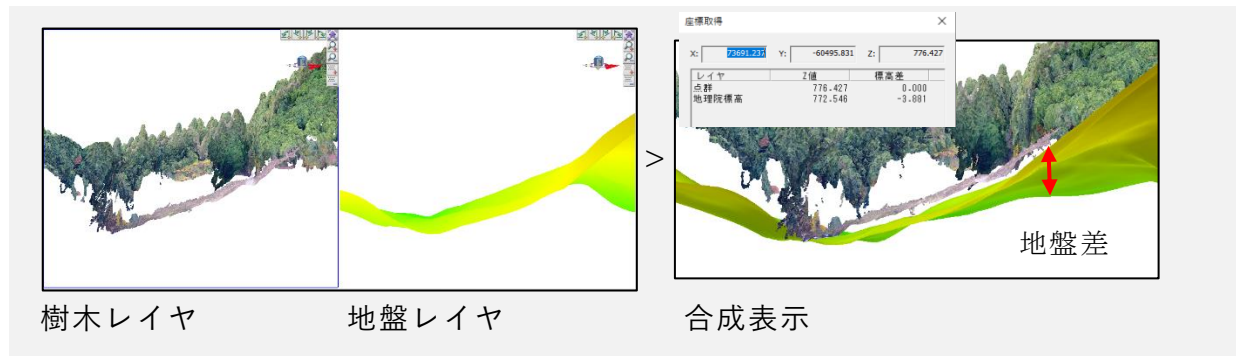 座標取得
X: 73691.237 Y: -60495.831 Z: 776.427
レイヤ Z値 標高差
点群 776.427 0.000
地理院標高 772.546 -3.881
>
地盤差
樹木レイヤ 地盤レイヤ 合成表示